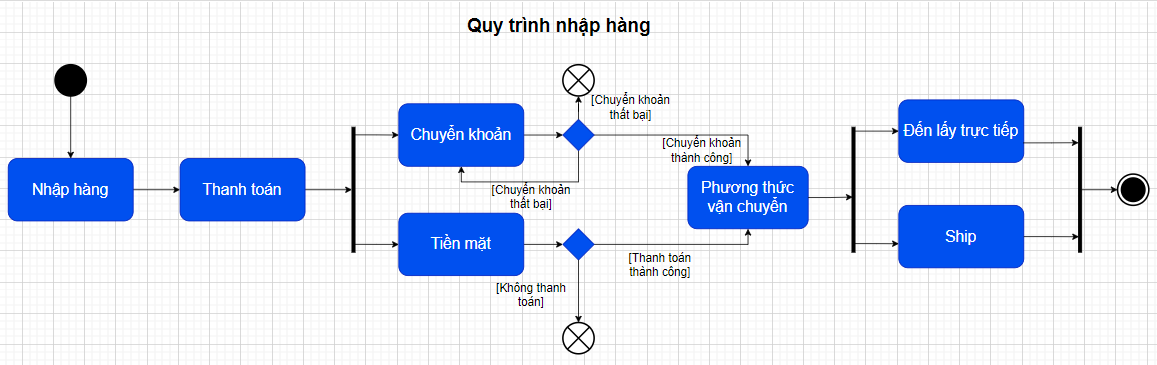 Quy trình nhập hàng
[Chuyển khoản
thất bại]
Chuyển khoản
Đến lấy trực tiếp
[Chuyển khoản
thành công]
Nhập hàng
Thanh toán
[Chuyển khoản
thất bại]
Phương thức
vận chuyển
Tiền mặt
Ship
[Thanh toán
thành công]
[Không thanh
toán]